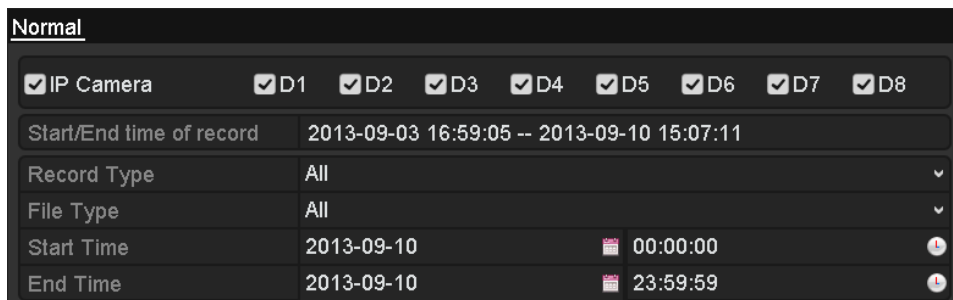 Normal
IP Camera D1 D2 D3 D4 D5 D6 D7 D8
Start/End time of record 2013-09-03 16:59:05 -- 2013-09-10 15:07:11
Record Type All
File Type All
Start Time 2013-09-10 00:00:00
End Time 2013-09-10 23:59:59